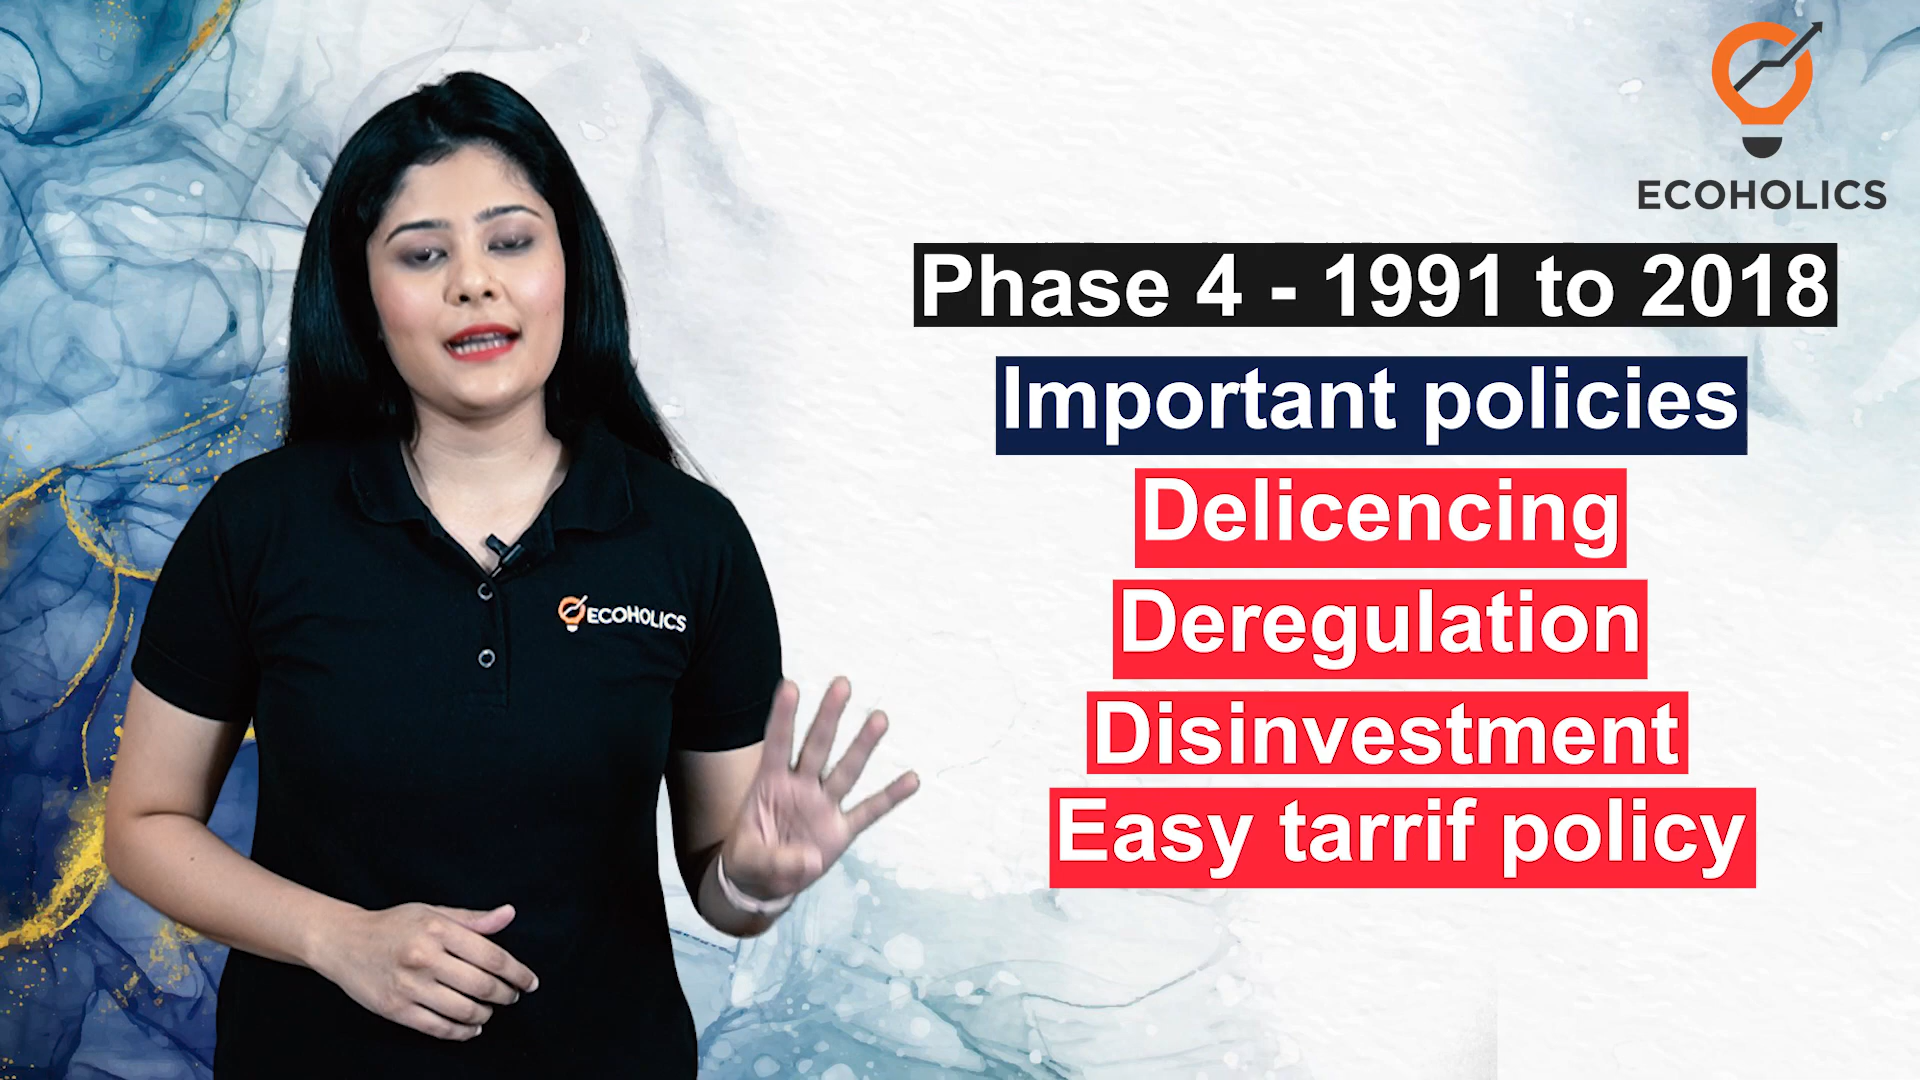 ECOHOLICS
Phase 4 - 1991 to 2018
Important policies
Delicencing
Deregulation
Disinvestment
Easy tarrif policy
ECOHOLICS